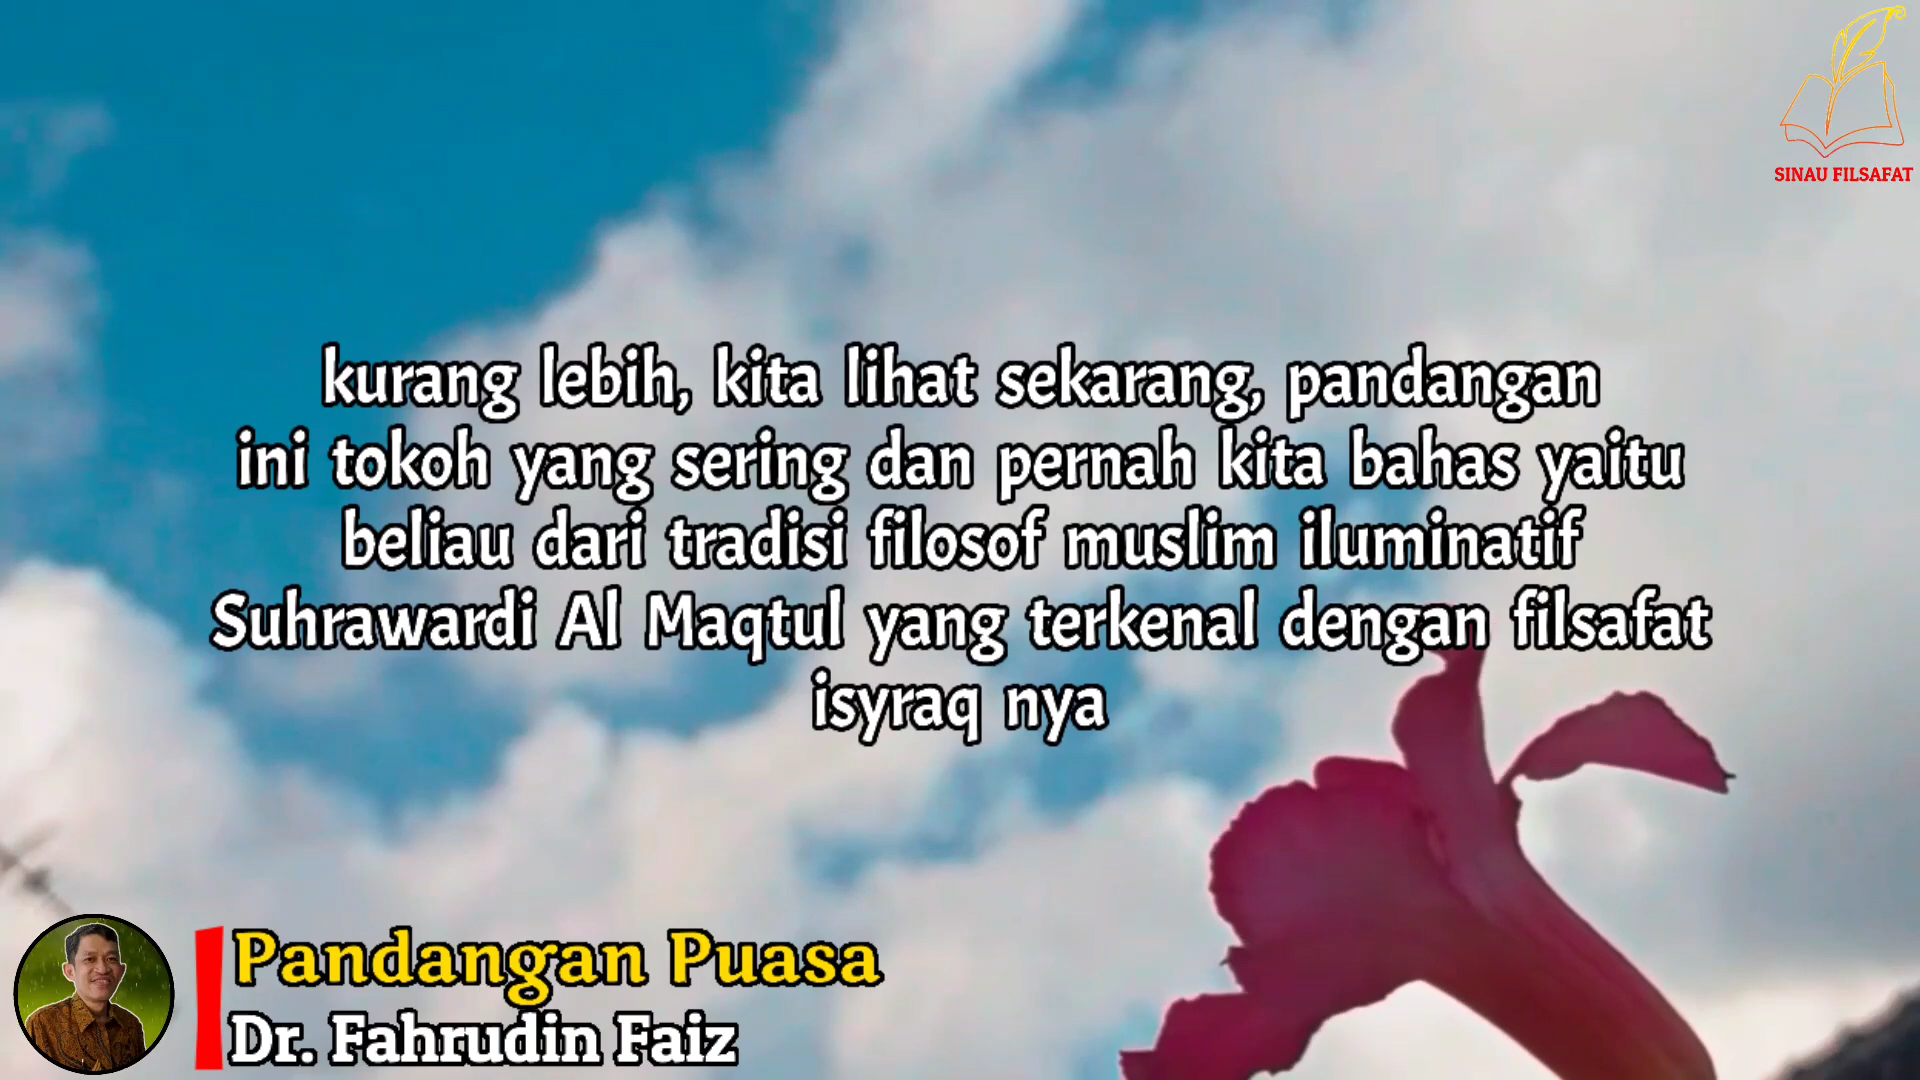 SINAU FILSAFAT
kurang lebih, kita lihat sekarang, pandangan
ini tokoh yang sering dan pernah kita bahas yaitu
beliau dari tradisi filosof muslim iluminatif
Suhrawardi Al Maqtul yang terkenal dengan filsafat
isyraq nya
Pandangan Puasa
Dr. Fahrudin Faiz